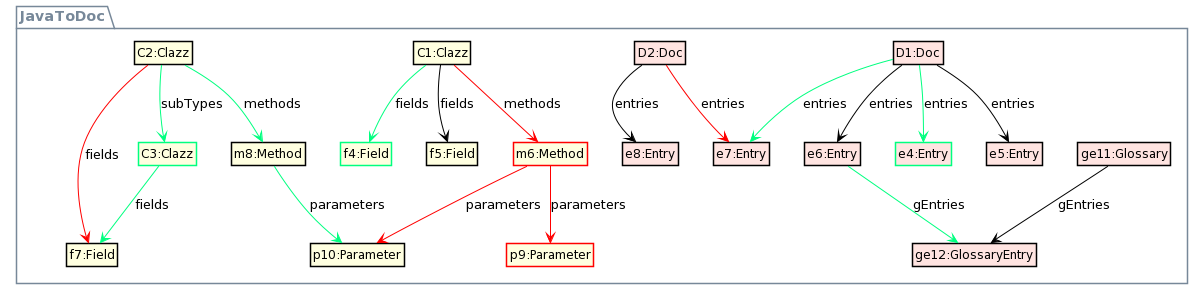 JavaToDoc
C2:Clazz
C1:Clazz
D2:Doc
D1:Doc
subTypes
methods
fields
fields
methods
entries
entries
entries
entries
entries
entries
fields
C3:Clazz
m8:Method
f4:Field
f5:Field
m6:Method
e8:Entry
e7:Entry
e6:Entry
e4:Entry
e5:Entry
ge11:Glossary
fields
parameters
parameters
parameters
gEntries
gEntries
f7:Field
p10:Parameter
p9:Parameter
ge12:GlossaryEntry